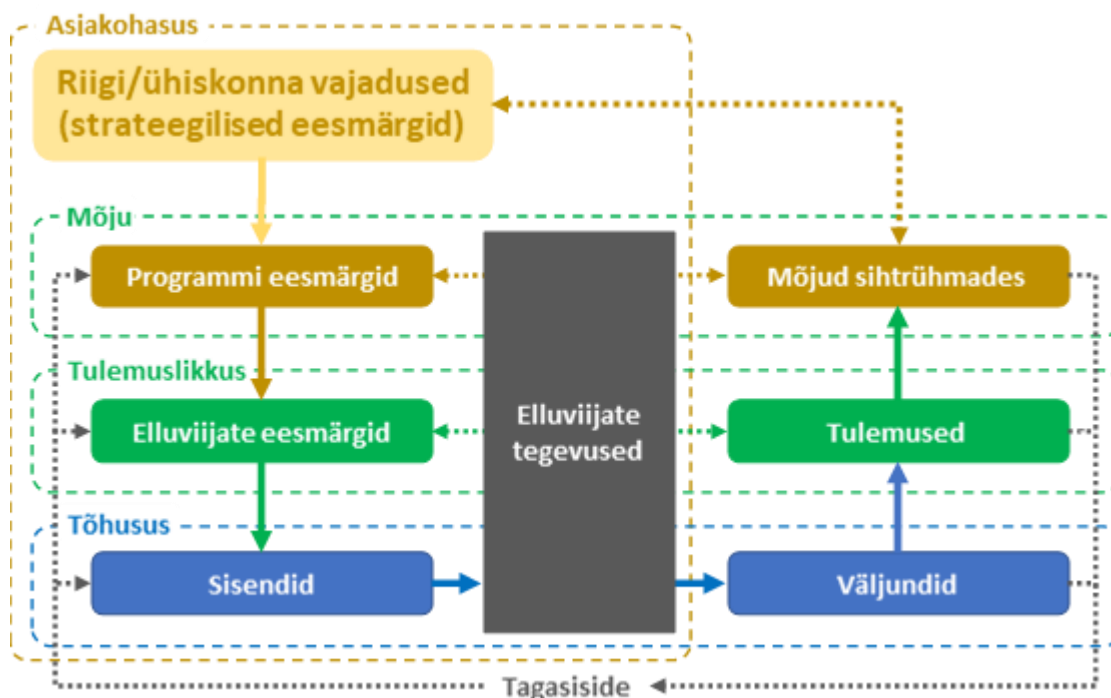 Asjakohasus
Riigi/ühiskonna vajadused
(strateegilised eesmärgid)
Mõju
Programmi eesmärgid
Mõjud sihtrühmades
Tulemuslikkus
Elluviijate eesmärgid
Elluviijate
tegevused
Tulemused
Tõhusus
Sisendid
Väljundid
Tagasiside